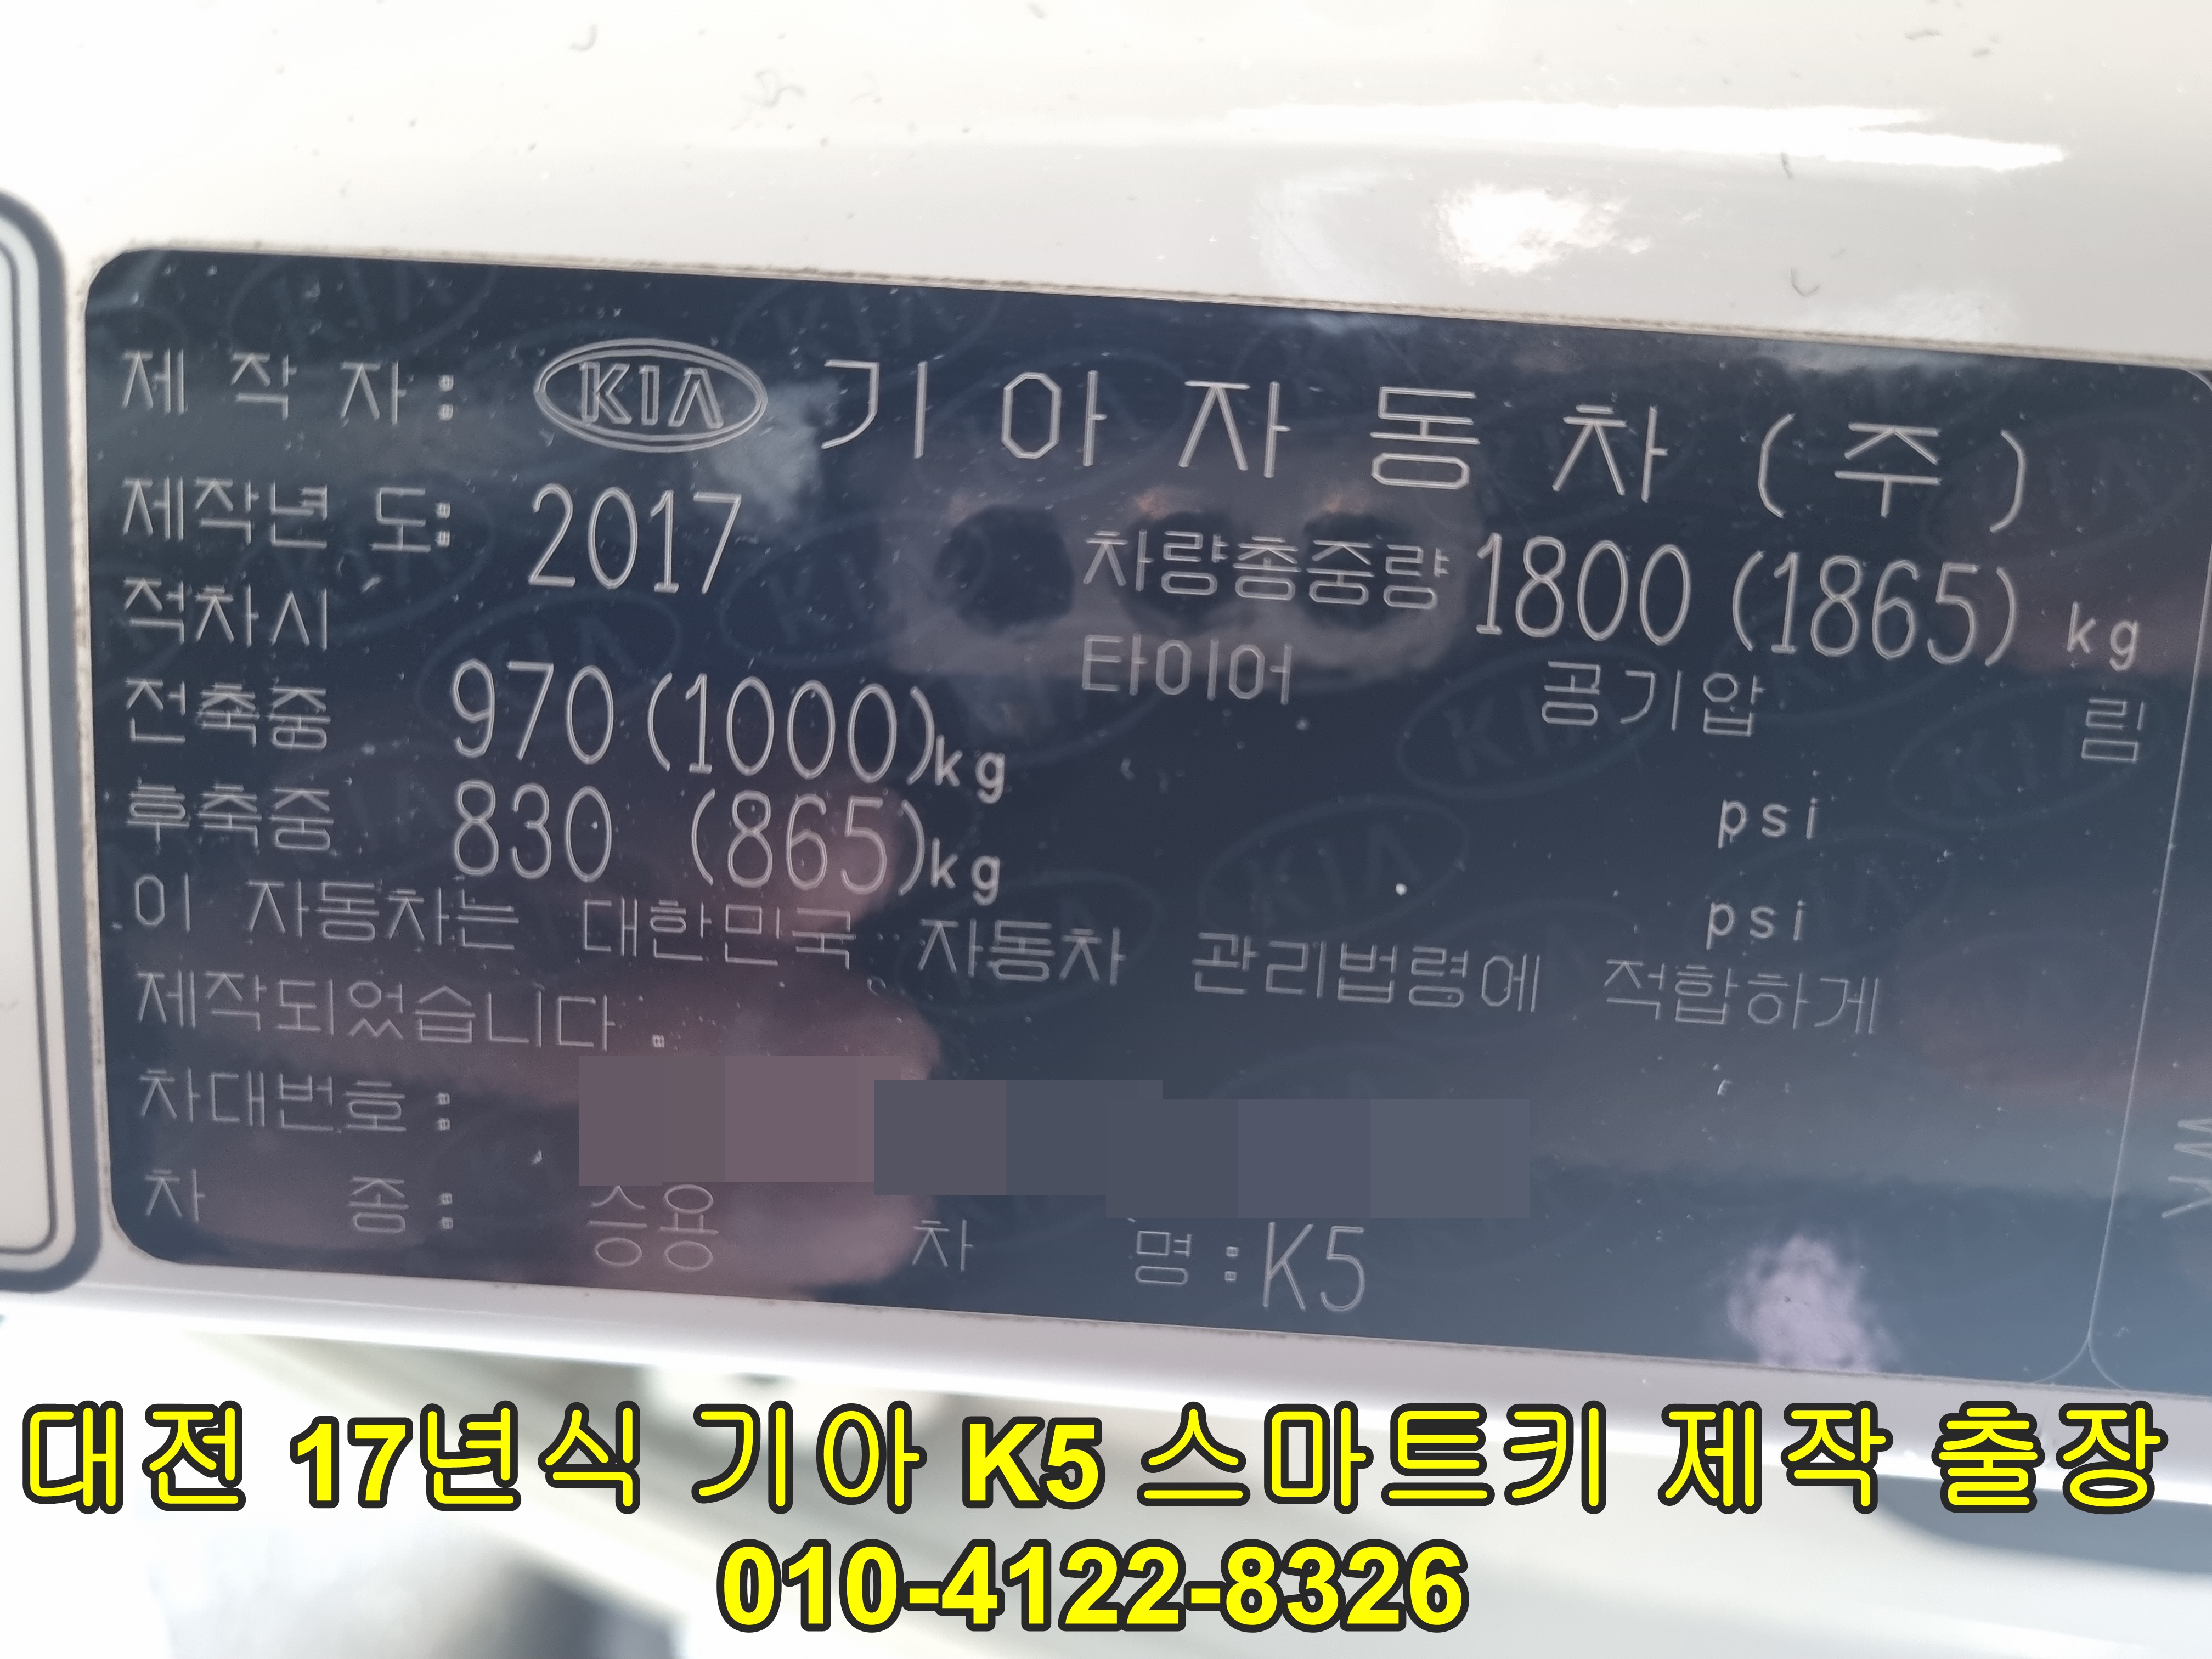 제 작 자: KIA 기아자동차(주)
제작년 도: 2017 차량총중량 1800 (1865) kg
적차시 타이어 공기압 림
전축중 970 (1000) kg psi
후축중 830 (865) kg psi
이 자동차는 대한민국 자동차 관리법령에 적합하게
제작되었습니다.
차대번호:
차 종: 승용 차 명: K5
대전 17년식 기아 K5 스마트키 제작 출장
010-4122-8326